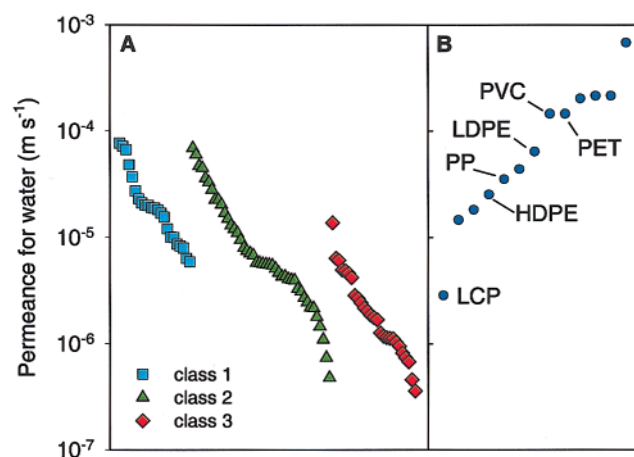 A
B
Permeance for water (m s⁻¹)
10⁻³
10⁻⁴
10⁻⁵
10⁻⁶
10⁻⁷
class 1
class 2
class 3
PVC
LDPE
PET
PP
HDPE
LCP